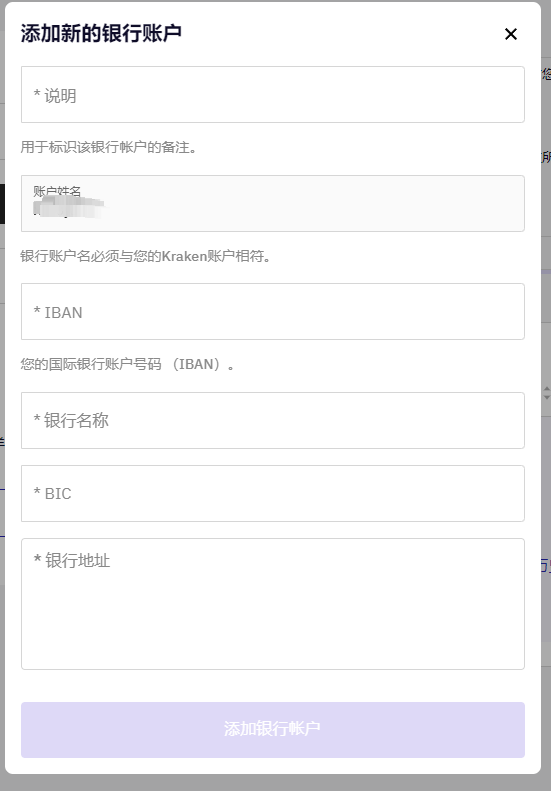 添加新的银行账户
* 说明
用于标识该银行帐户的备注。
账户姓名
银行账户名必须与您的Kraken账户相符。
* IBAN
您的国际银行账户号码 （IBAN）。
* 银行名称
* BIC
* 银行地址
添加银行帐户